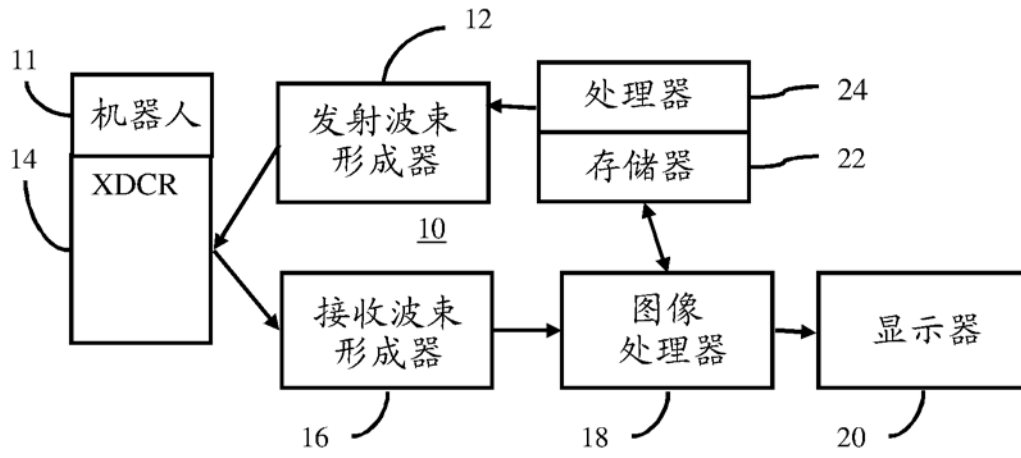 12
11
机器人
14
XDCR
发射波束
形成器
处理器
24
存储器
22
10
接收波束
形成器
图像
处理器
显示器
16
18
20